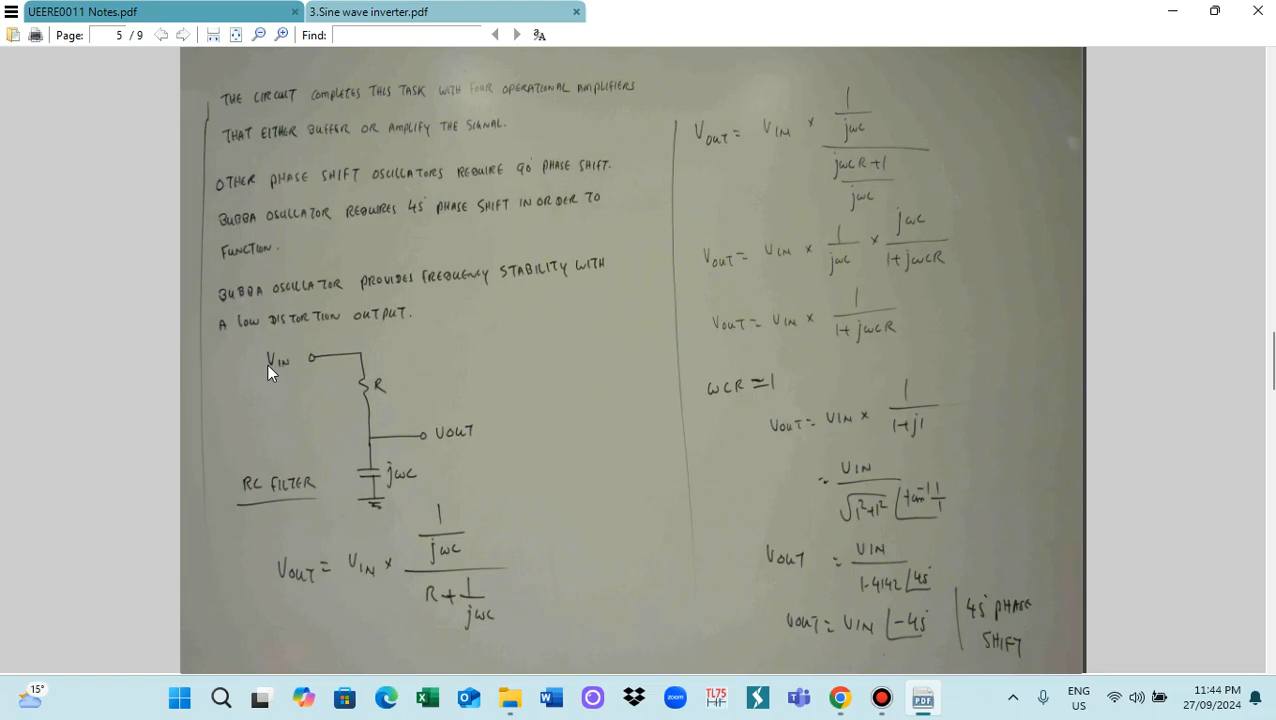 UEERE0011 Notes.pdf
3.Sine wave inverter.pdf
Page: 5 / 9
Find:
THE CIRCUIT COMPLETES THIS TASK WITH FOUR OPERATIONAL AMPLIFIERS
THAT EITHER BUFFER OR AMPLIFY THE SIGNAL.
OTHER PHASE SHIFT OSCILLATORS REQUIRE 90° PHASE SHIFT.
BUBBA OSCILLATOR REQUIRES 45° PHASE SHIFT IN ORDER TO
FUNCTION.
BUBBA OSCILLATOR PROVIDES FREQUENCY STABILITY WITH
A LOW DISTORTION OUTPUT.
VIN
R
VOUT
jωC
RC FILTER
VOUT = VIN × (1/jωC) / (R + 1/jωC)
VOUT = VIN × (1/jωC) / ((jωCR+1)/jωC)
VOUT = VIN × 1/jωC × jωC/(1+jωCR)
VOUT = VIN × 1/(1+jωCR)
ωCR ≃ 1
VOUT = VIN × 1/(1+j1)
= VIN / (√(1²+1²) ∠tan⁻¹ 1/1)
VOUT = VIN / (1.4142 ∠45°)
VOUT = VIN ∠-45°
45° PHASE
SHIFT
15°
TL75
ENG
US
11:44 PM
27/09/2024
PDF